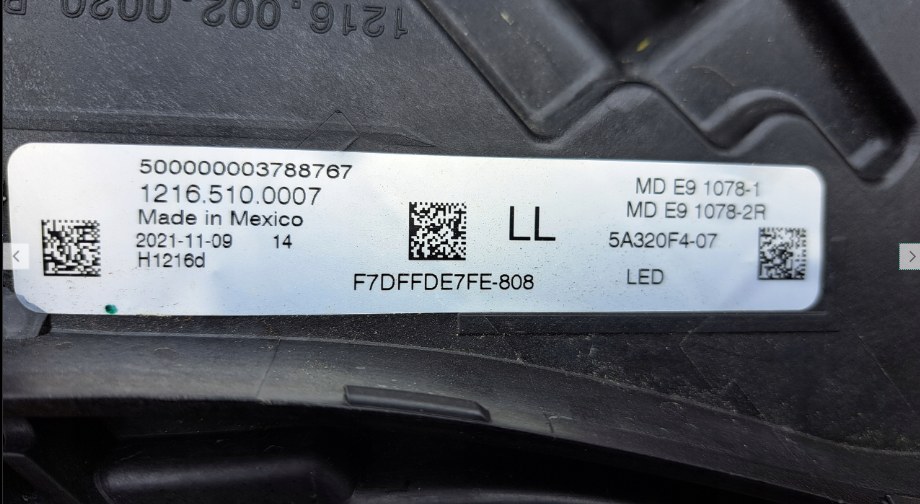 1216.002.0020 R
500000003788767
1216.510.0007
Made in Mexico
2021-11-09 14
H1216d
F7DFFDE7FE-808
LL
MD E9 1078-1
MD E9 1078-2R
5A320F4-07
LED